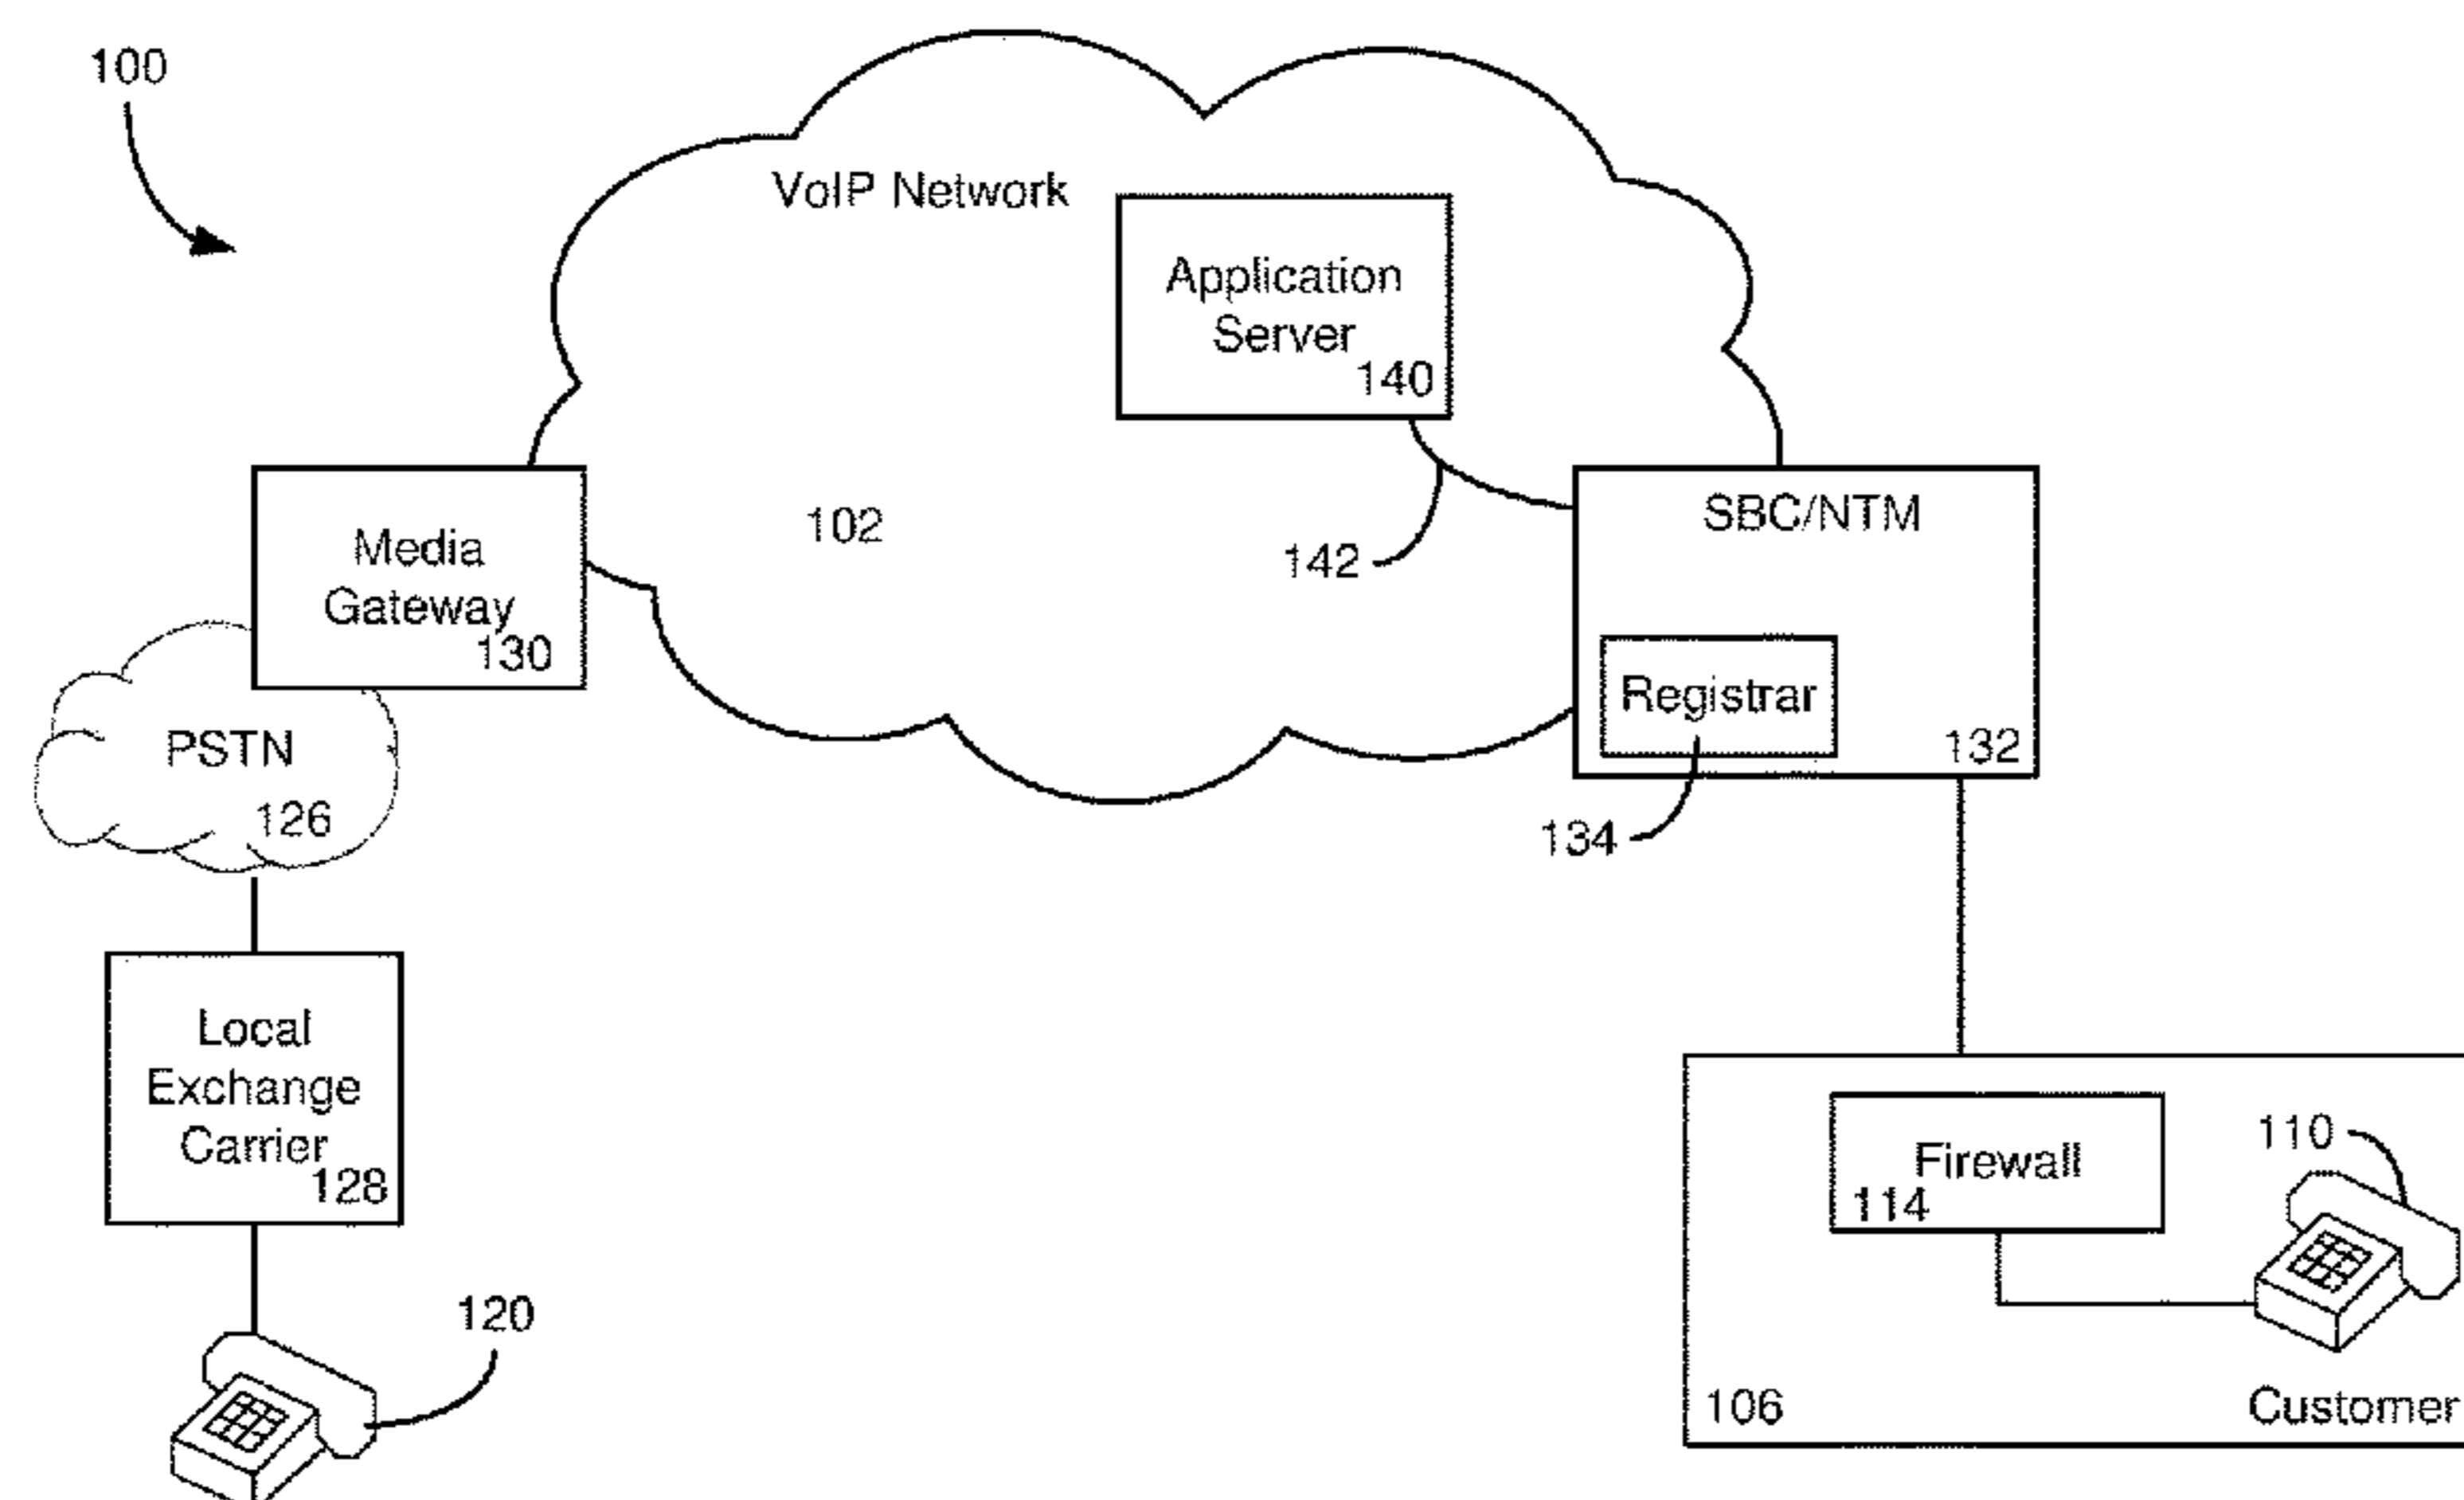 100
VoIP Network
Application
Server
140
102
142
Media
Gateway
130
SBC/NTM
Registrar
132
134
PSTN
126
Local
Exchange
Carrier
128
120
Firewall
114
110
106
Customer